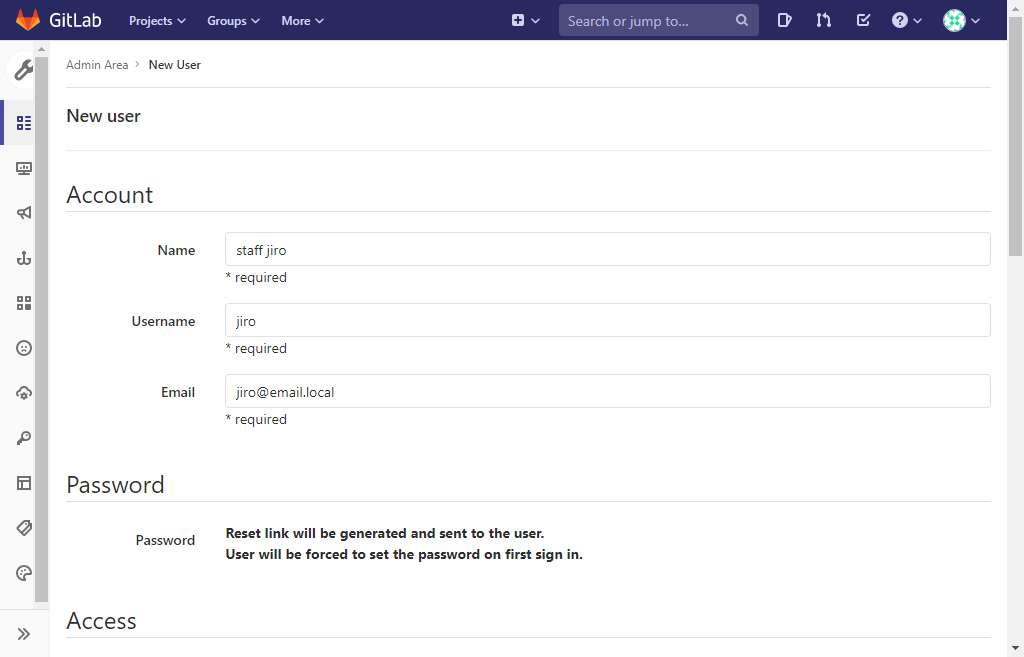 GitLab Projects Groups More Search or jump to...
Admin Area > New User
New user
Account
Name staff jiro
* required
Username jiro
* required
Email jiro@email.local
* required
Password
Password Reset link will be generated and sent to the user.
User will be forced to set the password on first sign in.
Access